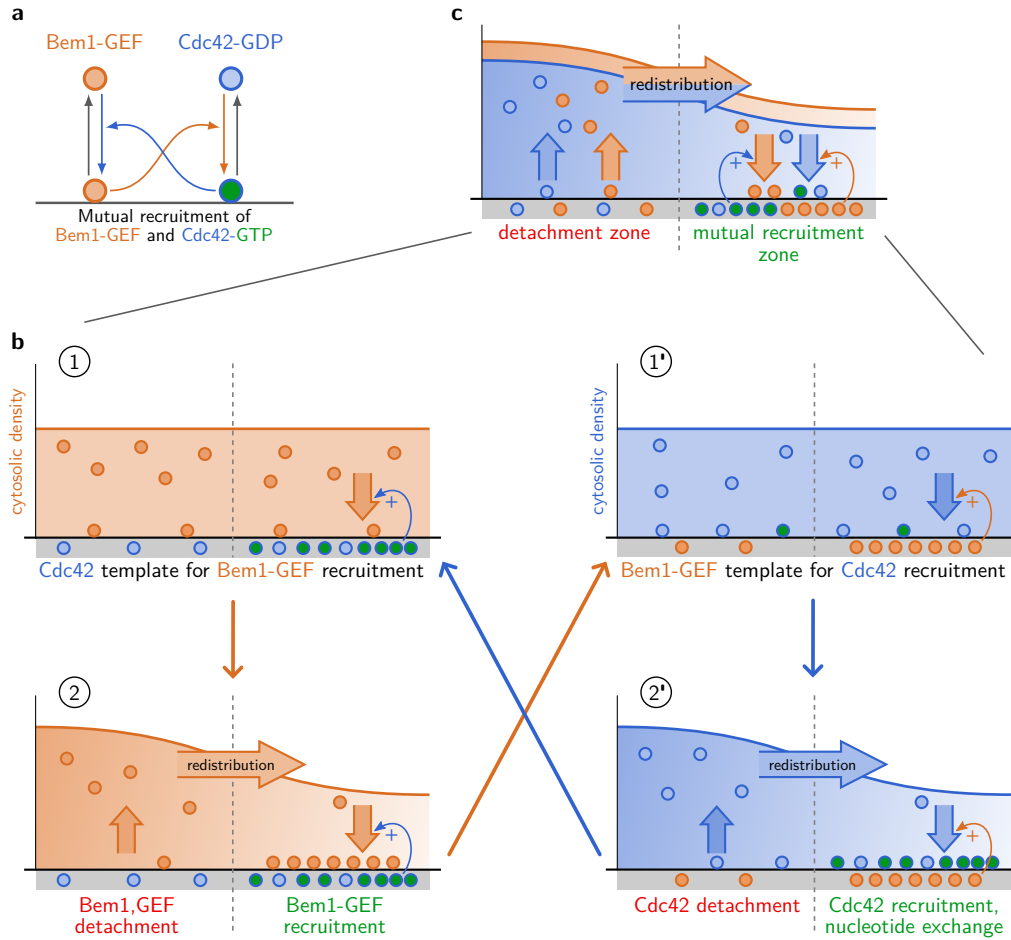 a
Bem1-GEF
Cdc42-GDP
Mutual recruitment of
Bem1-GEF and Cdc42-GTP
c
redistribution
+
+
detachment zone
mutual recruitment
zone
b
1
cytosolic density
+
Cdc42 template for Bem1-GEF recruitment
1'
cytosolic density
+
Bem1-GEF template for Cdc42 recruitment
2
redistribution
+
Bem1,GEF
detachment
Bem1-GEF
recruitment
2'
redistribution
+
Cdc42 detachment
Cdc42 recruitment,
nucleotide exchange